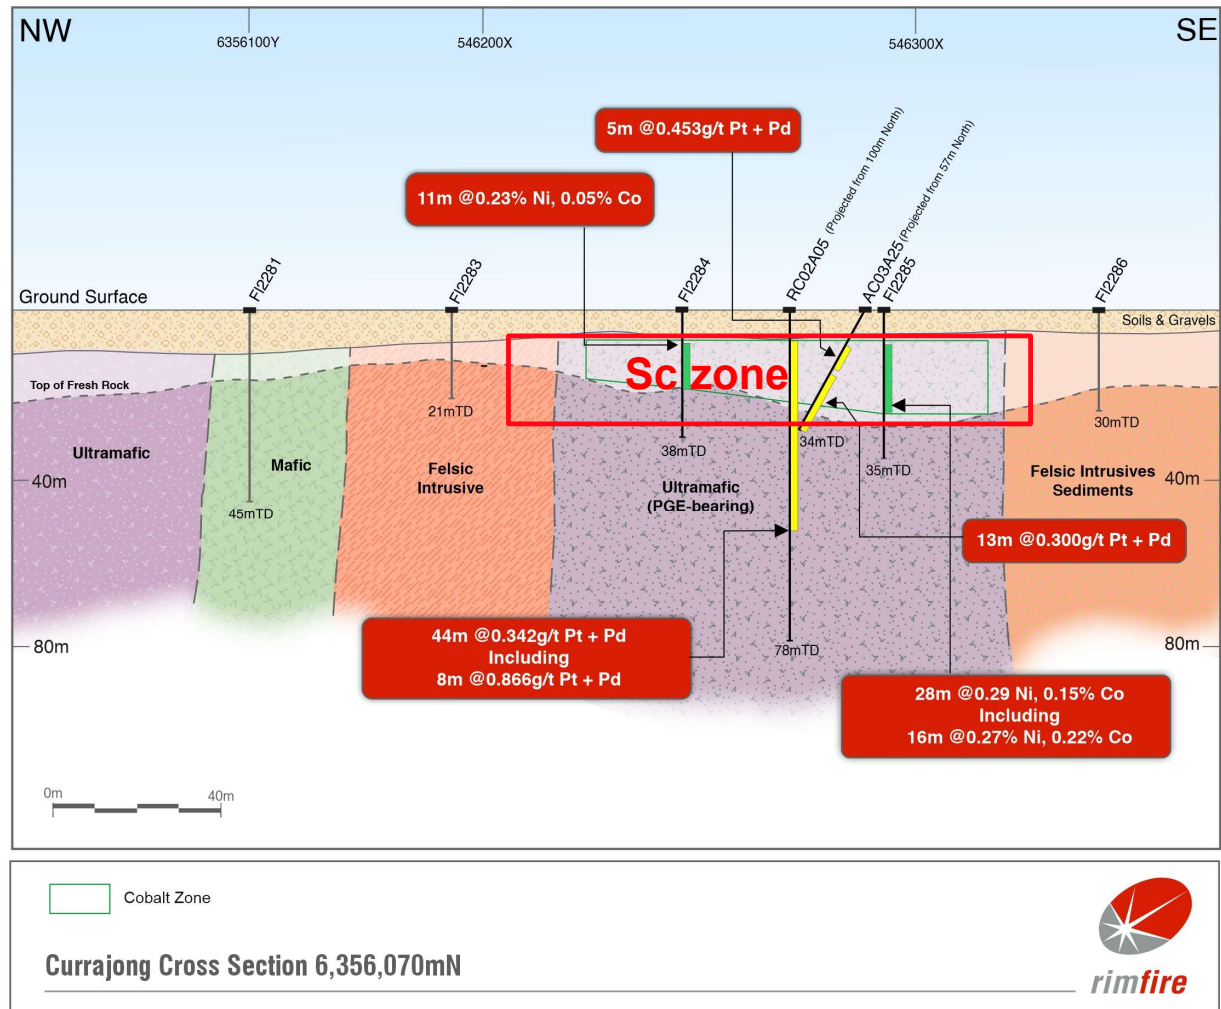 NW
SE
6356100Y
546200X
546300X
5m @0.453g/t Pt + Pd
11m @0.23% Ni, 0.05% Co
Ground Surface
FI2281
FI2283
FI2284
RC02A05 (Projected from 100m North)
AC03A25 (Projected from 57m North)
FI2285
FI2286
Soils & Gravels
Sc zone
Top of Fresh Rock
21mTD
38mTD
34mTD
35mTD
30mTD
Ultramafic
Mafic
Felsic
Intrusive
Ultramafic
(PGE-bearing)
Felsic Intrusives
Sediments
40m
40m
45mTD
13m @0.300g/t Pt + Pd
44m @0.342g/t Pt + Pd
Including
8m @0.866g/t Pt + Pd
78mTD
80m
80m
28m @0.29 Ni, 0.15% Co
Including
16m @0.27% Ni, 0.22% Co
0m
40m
Cobalt Zone
Currajong Cross Section 6,356,070mN
rimfire